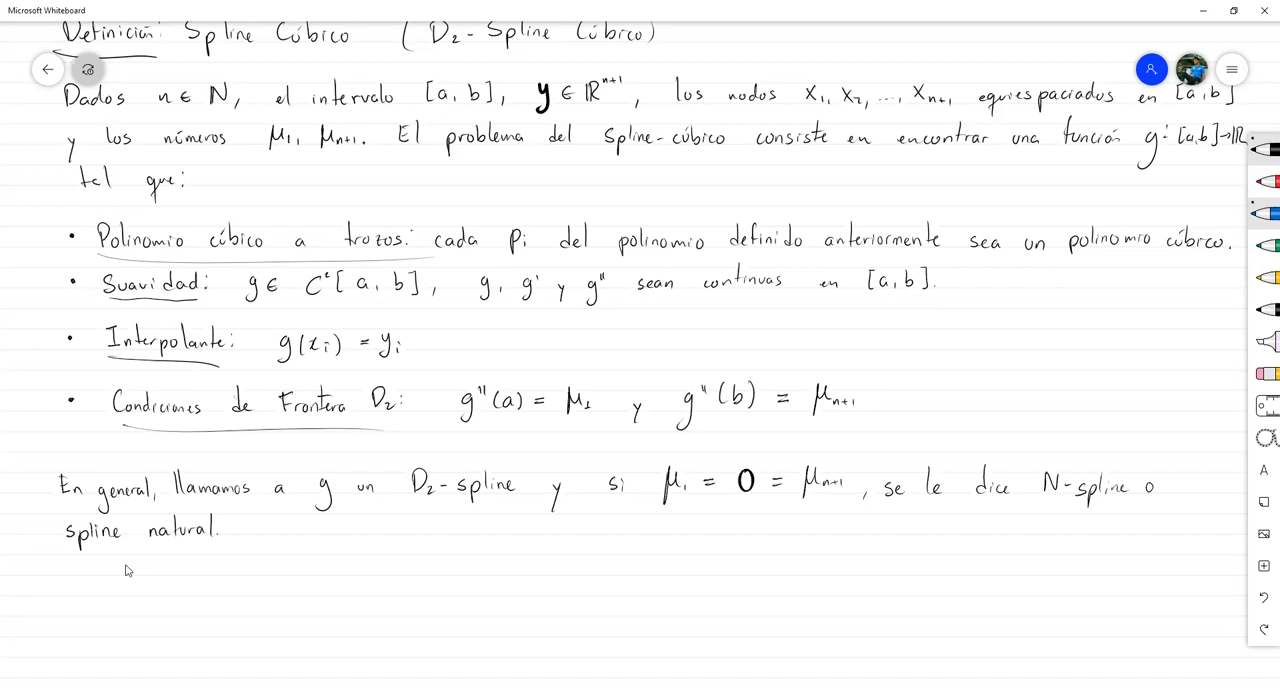 Microsoft Whiteboard
Definición: Spline Cúbico ( D₂ - Spline Cúbico)
Dados n ∈ N, el intervalo [a, b], y ∈ ℝⁿ⁺¹, los nodos x₁, x₂, ..., xₙ₊₁ equiespaciados en [a,b]
y los números μ₁, μₙ₊₁. El problema del Spline-cúbico consiste en encontrar una función g: [a,b]→ℝ
tel que:
• Polinomio cúbico a trozos: cada pi del polinomio definido anteriormente sea un polinomio cúbico.
• Suavidad: g ∈ C²[a, b], g, g' y g'' sean continuas en [a,b].
• Interpolante: g(xᵢ) = yᵢ
• Condiciones de Frontera D₂: g''(a) = μ₁ y g''(b) = μₙ₊₁
En general, llamamos a g un D₂-spline y si μ₁ = 0 = μₙ₊₁, se le dice N-spline o
spline natural.